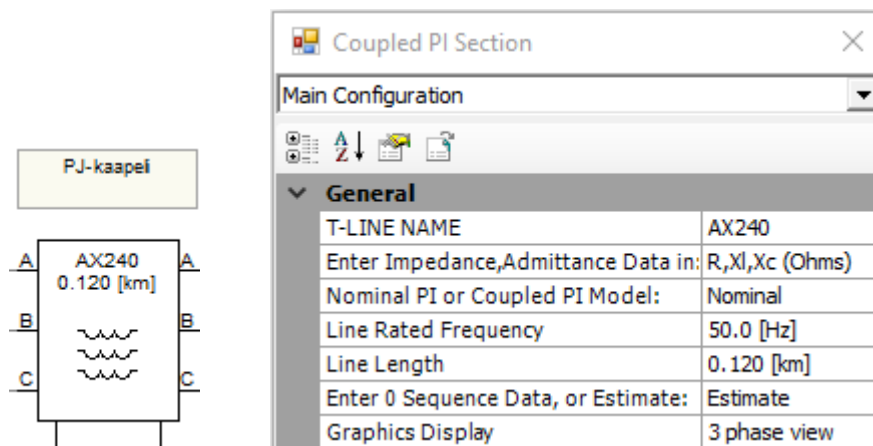 PJ-kaapeli
A AX240 A
0.120 [km]
B B
C C
Coupled PI Section
Main Configuration
General
T-LINE NAME AX240
Enter Impedance,Admittance Data in: R,Xl,Xc (Ohms)
Nominal PI or Coupled PI Model: Nominal
Line Rated Frequency 50.0 [Hz]
Line Length 0.120 [km]
Enter 0 Sequence Data, or Estimate: Estimate
Graphics Display 3 phase view